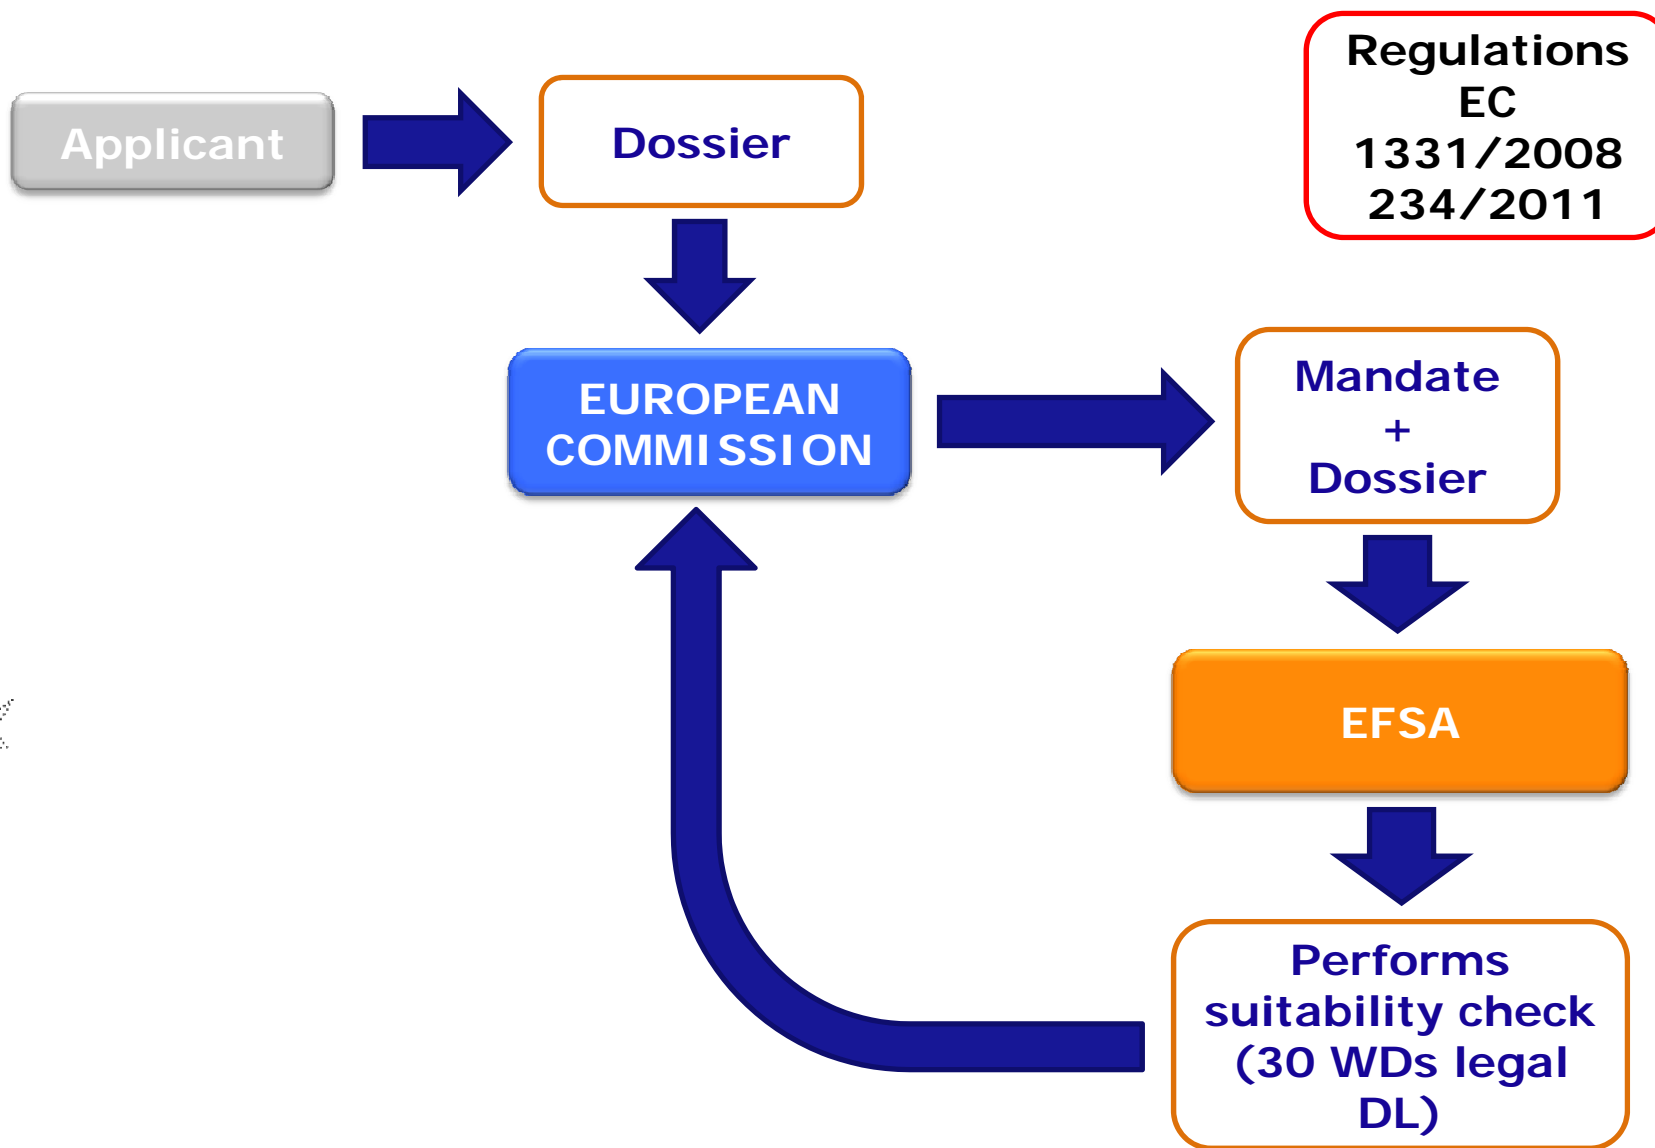 Applicant
Dossier
Regulations
EC
1331/2008
234/2011
EUROPEAN
COMMISSION
Mandate
+
Dossier
EFSA
Performs
suitability check
(30 WDs legal
DL)